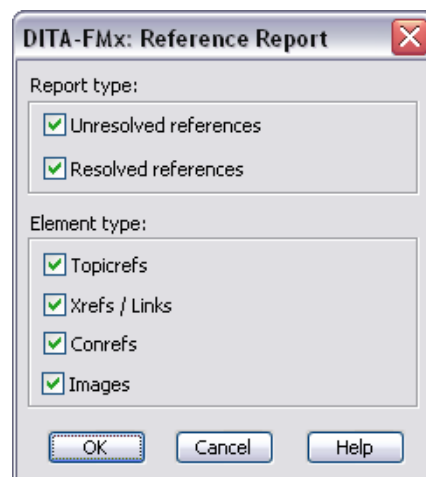 DITA-FMx: Reference Report
Report type:
Unresolved references
Resolved references
Element type:
Topicrefs
Xrefs / Links
Conrefs
Images
OK Cancel Help